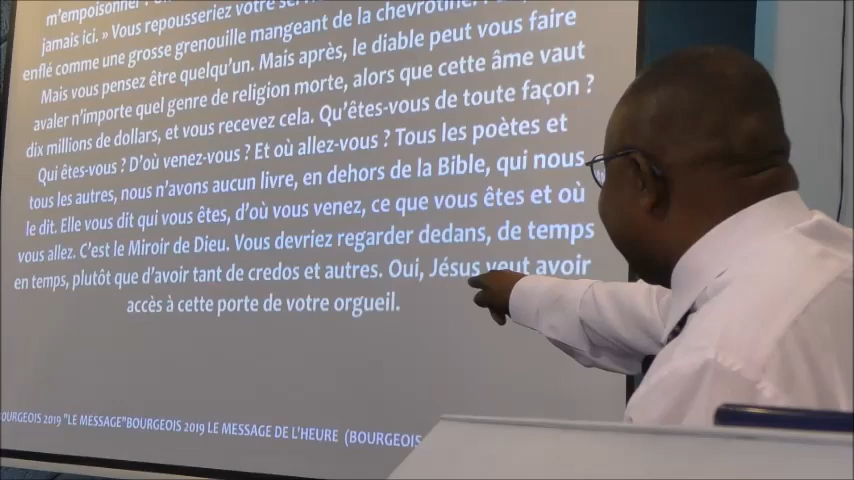 m'empoisonner !
jamais ici. » Vous repousseriez votre
enflé comme une grosse grenouille mangeant de la chevrotine.
Mais vous pensez être quelqu'un. Mais après, le diable peut vous faire
avaler n'importe quel genre de religion morte, alors que cette âme vaut
dix millions de dollars, et vous recevez cela. Qu'êtes-vous de toute façon ?
Qui êtes-vous ? D'où venez-vous ? Et où allez-vous ? Tous les poètes et
tous les autres, nous n'avons aucun livre, en dehors de la Bible, qui nous
le dit. Elle vous dit qui vous êtes, d'où vous venez, ce que vous êtes et où
vous allez. C'est le Miroir de Dieu. Vous devriez regarder dedans, de temps
en temps, plutôt que d'avoir tant de credos et autres. Oui, Jésus veut avoir
accès à cette porte de votre orgueil.
BOURGEOIS 2019 "LE MESSAGE"BOURGEOIS 2019 LE MESSAGE DE L'HEURE (BOURGEOIS